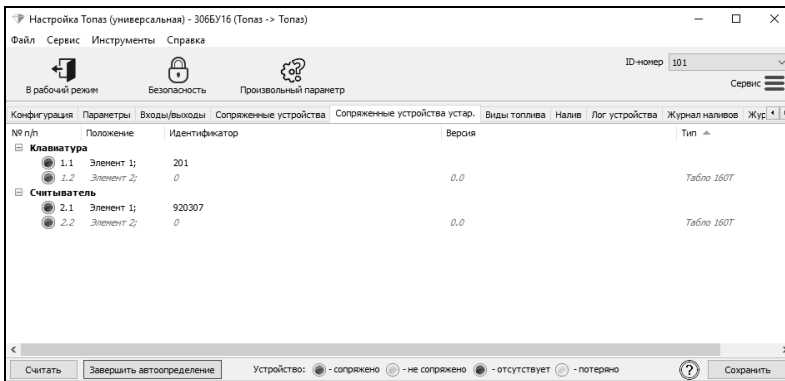 Настройка Топаз (универсальная) - 306БУ16 (Топаз -> Топаз)
Файл Сервис Инструменты Справка
В рабочий режим Безопасность Произвольный параметр ID-номер 101 Сервис
Конфигурация Параметры Входы/выходы Сопряженные устройства Сопряженные устройства устар. Виды топлива Налив Лог устройства Журнал наливов Жур
№ п/п Положение Идентификатор Версия Тип
Клавиатура
1.1 Элемент 1; 201
1.2 Элемент 2; 0 0.0 Табло 160Т
Считыватель
2.1 Элемент 1; 920307
2.2 Элемент 2; 0 0.0 Табло 160Т
Считать Завершить автоопределение Устройство: - сопряжено - не сопряжено - отсутствует - потеряно ? Сохранить